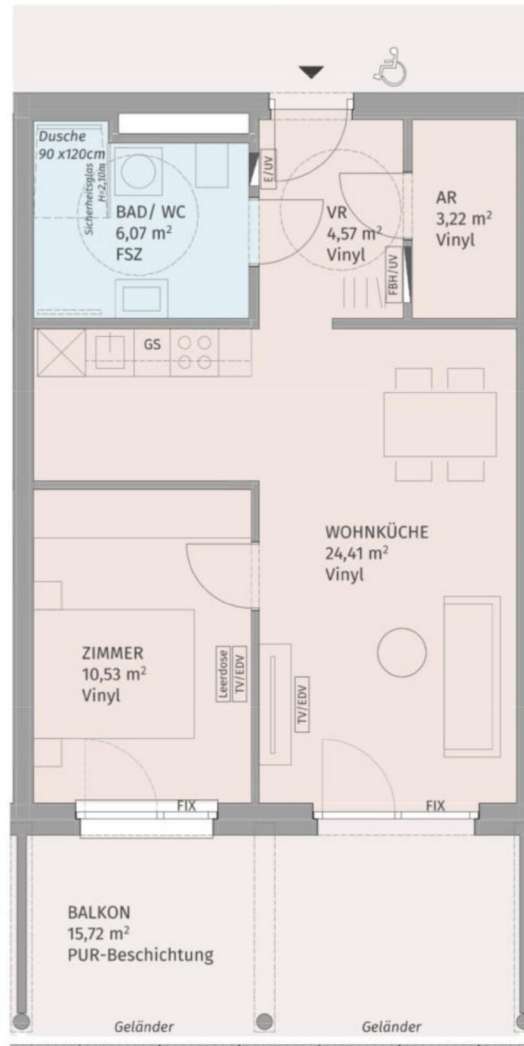 Dusche
90 x120cm
Sicherheitsglas
H=2,10m
BAD/ WC
6,07 m²
FSZ
E/UV
VR
4,57 m²
Vinyl
FBH/UV
AR
3,22 m²
Vinyl
GS
WOHNKÜCHE
24,41 m²
Vinyl
ZIMMER
10,53 m²
Vinyl
Leerdose
TV/EDV
TV/EDV
FIX
FIX
BALKON
15,72 m²
PUR-Beschichtung
Geländer
Geländer